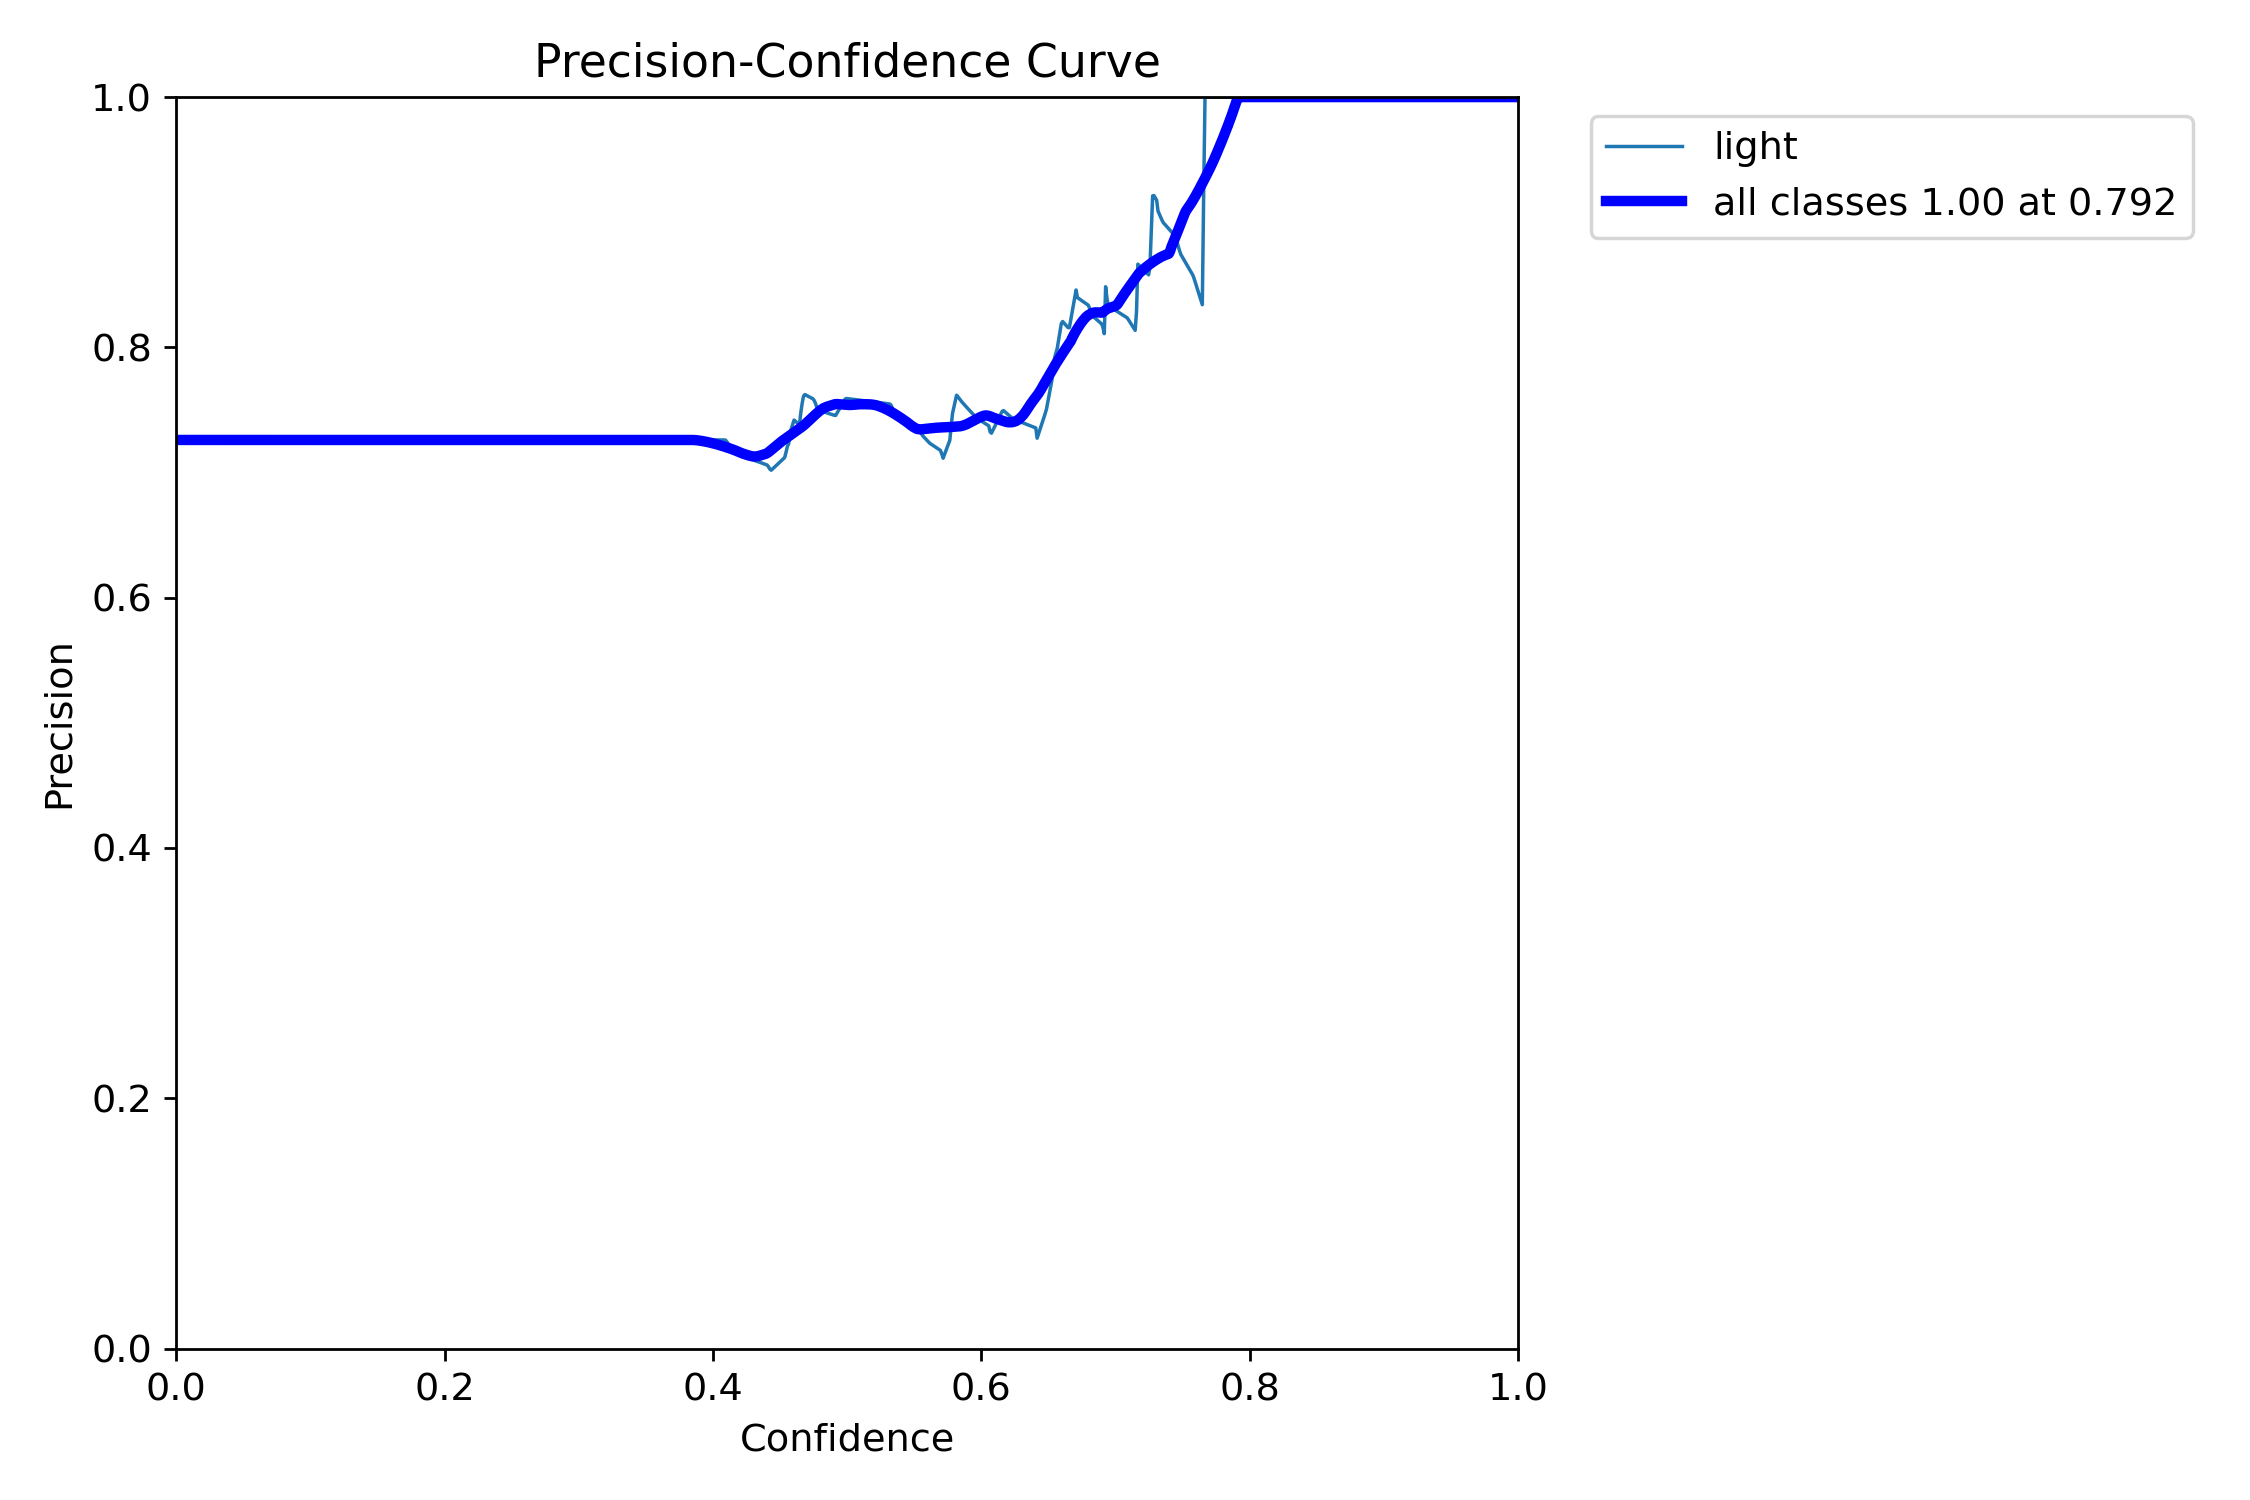 Precision-Confidence Curve
light
all classes 1.00 at 0.792
Precision
1.0
0.8
0.6
0.4
0.2
0.0
0.0 0.2 0.4 0.6 0.8 1.0
Confidence